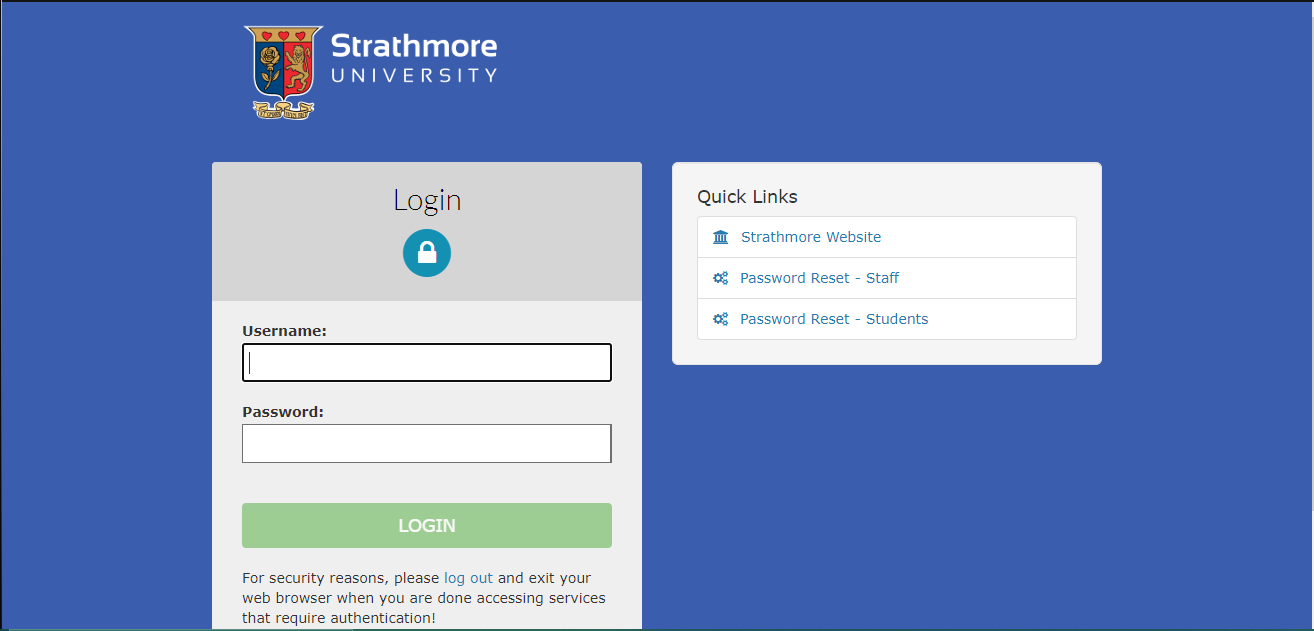 Strathmore
UNIVERSITY
Login
Username:
Password:
LOGIN
For security reasons, please log out and exit your
web browser when you are done accessing services
that require authentication!
Quick Links
Strathmore Website
Password Reset - Staff
Password Reset - Students